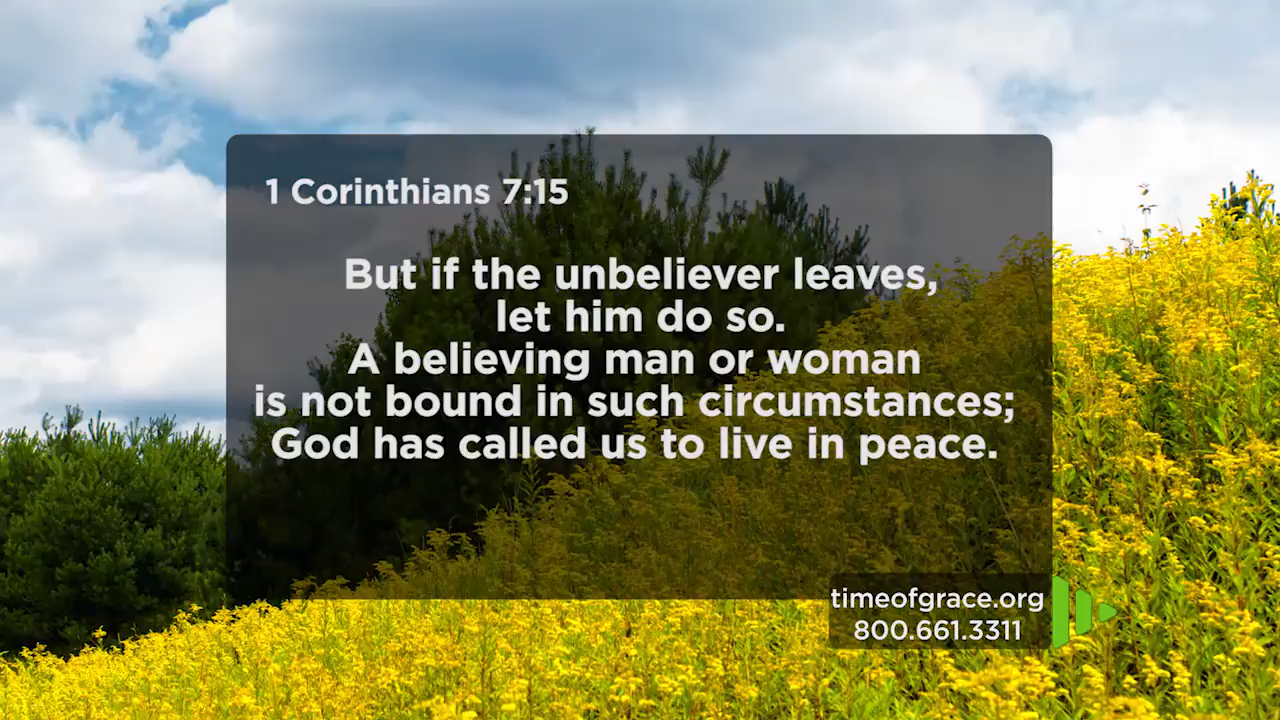 1 Corinthians 7:15
But if the unbeliever leaves,
let him do so.
A believing man or woman
is not bound in such circumstances;
God has called us to live in peace.
timeofgrace.org
800.661.3311